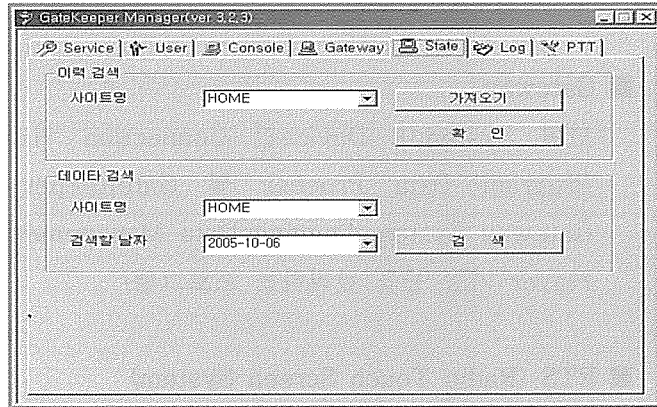 GateKeeper Manager(ver 3,2,3)
Service User Console Gateway State Log PTT
이력 검색
사이트명 HOME 가져오기
확 인
데이타 검색
사이트명 HOME
검색할 날짜 2005-10-06 검 색